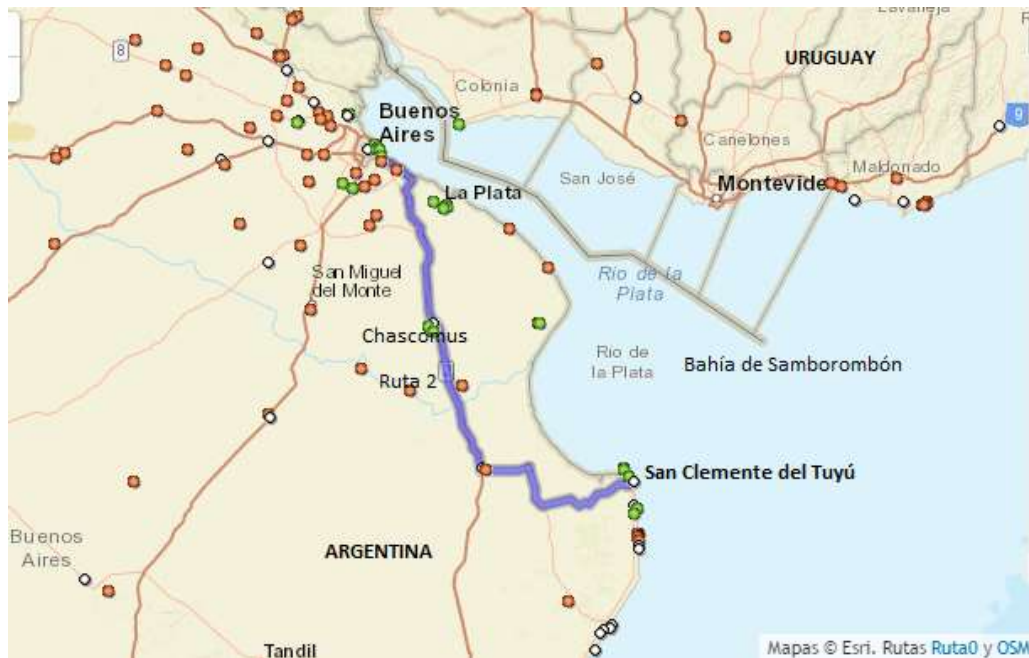 Lavalleja
8
URUGUAY
Colonia
Buenos
Aires
9
Canelones
Maldonado
San José
Montevide
La Plata
San Miguel
del Monte
Río de la
Plata
Chascomus
Río de
la Plata
Bahía de Samborombón
Ruta 2
San Clemente del Tuyú
Buenos
Aires
ARGENTINA
Tandil
Mapas © Esri. Rutas Ruta0 y OSM